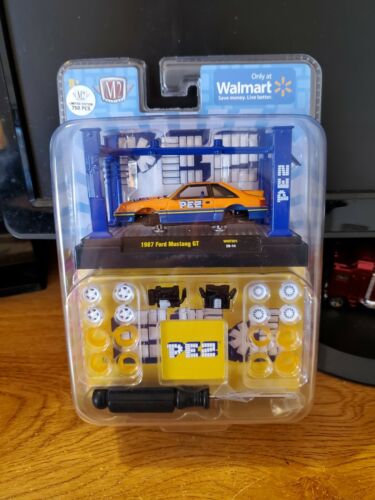 M2
LIMITED EDITION
750 PCS
Only at
Walmart
Save money. Live better.
PEZ
PEZ
1987 Ford Mustang GT
PEZ